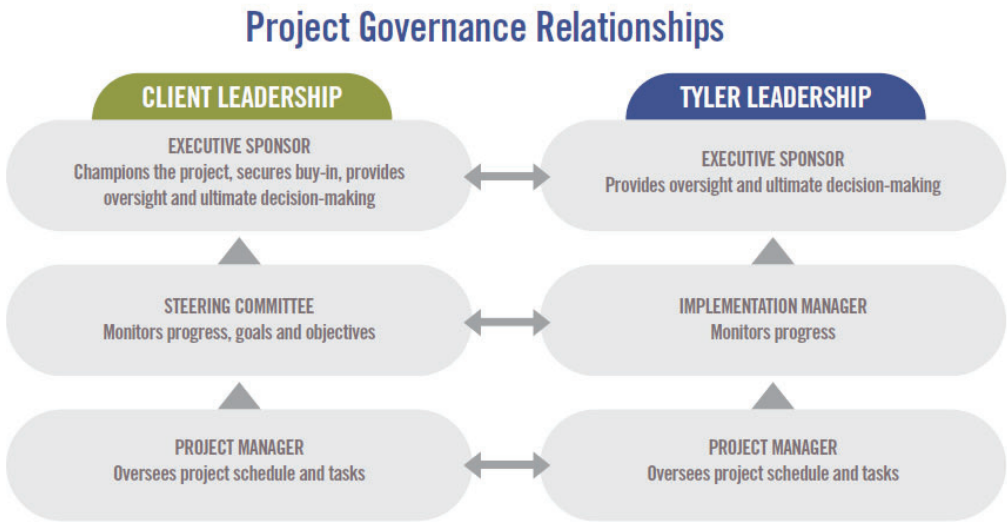 Project Governance Relationships
CLIENT LEADERSHIP
EXECUTIVE SPONSOR
Champions the project, secures buy-in, provides
oversight and ultimate decision-making
STEERING COMMITTEE
Monitors progress, goals and objectives
PROJECT MANAGER
Oversees project schedule and tasks
TYLER LEADERSHIP
EXECUTIVE SPONSOR
Provides oversight and ultimate decision-making
IMPLEMENTATION MANAGER
Monitors progress
PROJECT MANAGER
Oversees project schedule and tasks